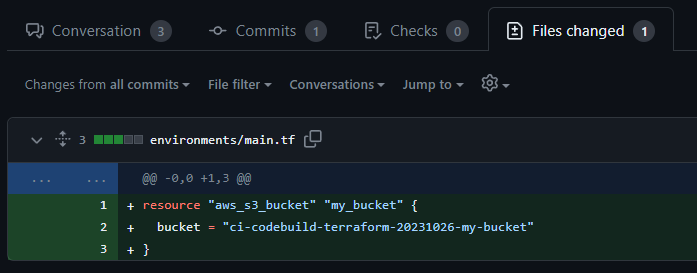 Conversation 3 Commits 1 Checks 0 Files changed 1
Changes from all commits File filter Conversations Jump to
3 environments/main.tf
... ... @@ -0,0 +1,3 @@
1 + resource "aws_s3_bucket" "my_bucket" {
2 + bucket = "ci-codebuild-terraform-20231026-my-bucket"
3 + }